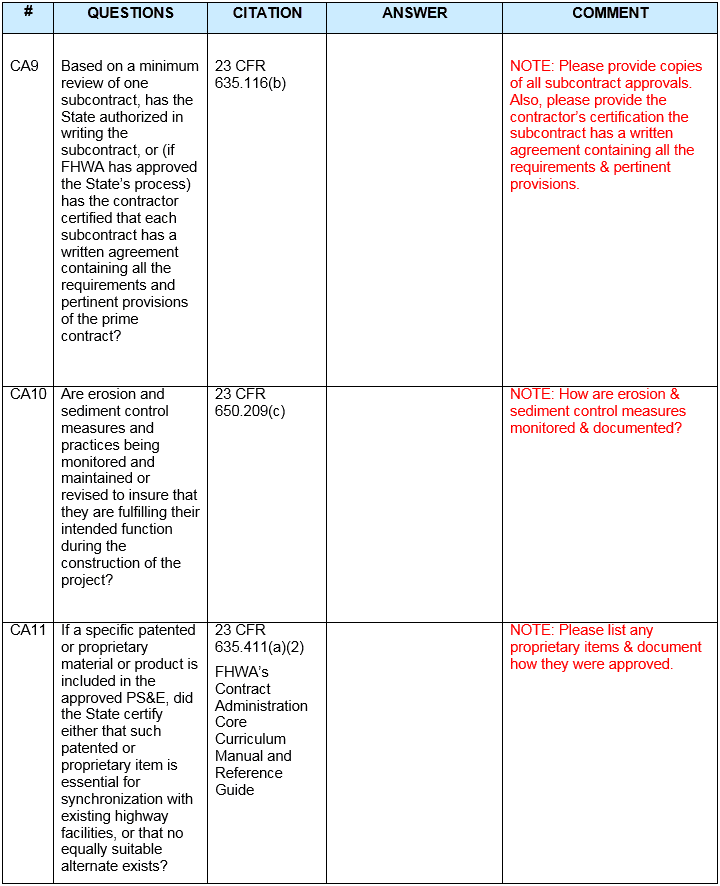 #
QUESTIONS
CITATION
ANSWER
COMMENT
CA9
Based on a minimum
review of one
subcontract, has the
State authorized in
writing the
subcontract, or (if
FHWA has approved
the State's process)
has the contractor
certified that each
subcontract has a
written agreement
containing all the
requirements and
pertinent provisions
of the prime
contract?
23 CFR
635.116(b)
NOTE: Please provide copies
of all subcontract approvals.
Also, please provide the
contractor's certification the
subcontract has a written
agreement containing all the
requirements & pertinent
provisions.
CA10
Are erosion and
sediment control
measures and
practices being
monitored and
maintained or
revised to insure that
they are fulfilling their
intended function
during the
construction of the
project?
23 CFR
650.209(c)
NOTE: How are erosion &
sediment control measures
monitored & documented?
CA11
If a specific patented
or proprietary
material or product is
included in the
approved PS&E, did
the State certify
either that such
patented or
proprietary item is
essential for
synchronization with
existing highway
facilities, or that no
equally suitable
alternate exists?
23 CFR
635.411(a)(2)
FHWA's
Contract
Administration
Core
Curriculum
Manual and
Reference
Guide
NOTE: Please list any
proprietary items & document
how they were approved.